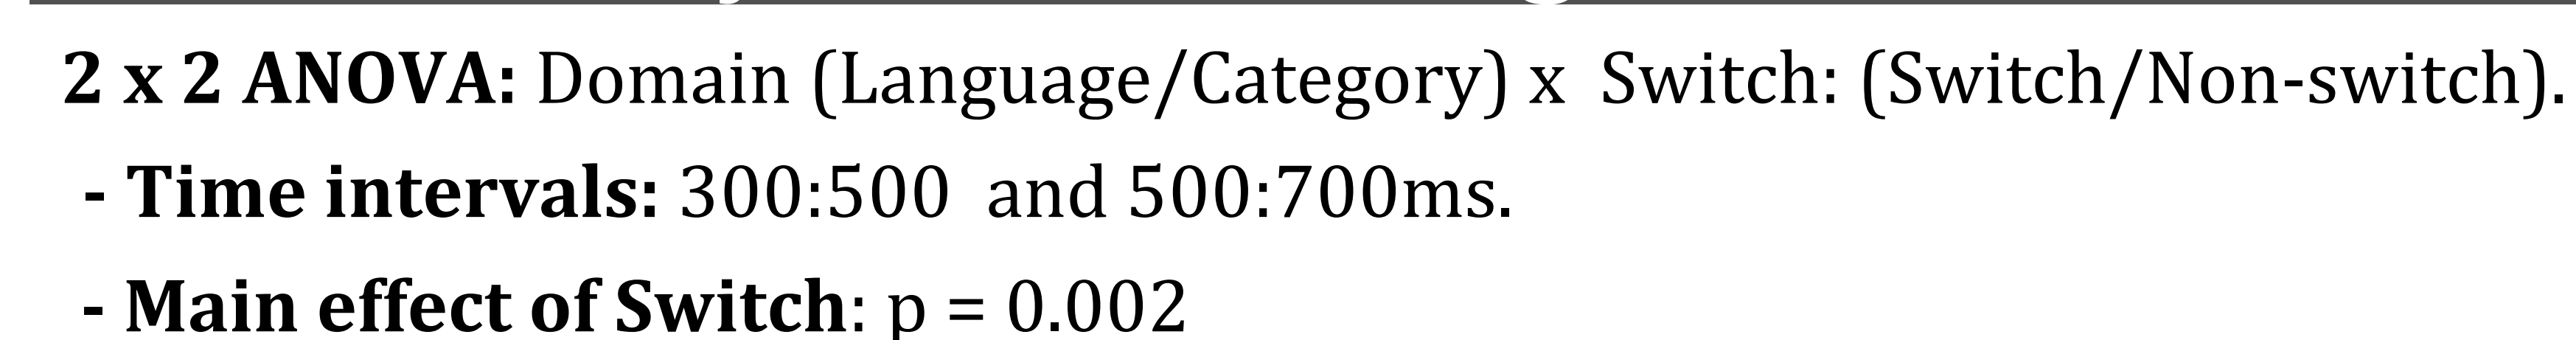 2 x 2 ANOVA: Domain (Language/Category) x Switch: (Switch/Non-switch).
- Time intervals: 300:500 and 500:700ms.
- Main effect of Switch: p = 0.002